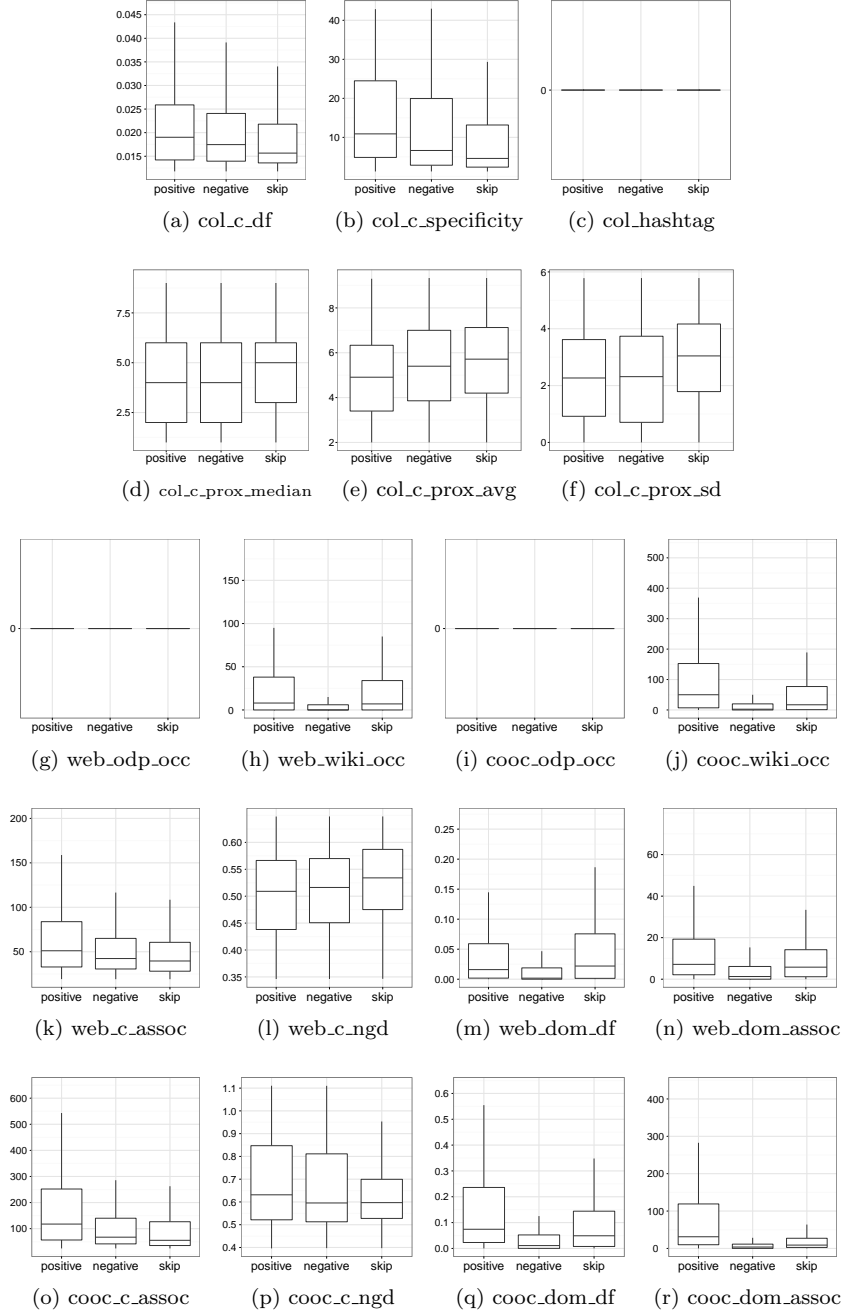 0.045
0.040
0.035
0.030
0.025
0.020
0.015
positive negative skip
(a) col_c_df
40
30
20
10
positive negative skip
(b) col_c_specificity
0
positive negative skip
(c) col_hashtag
7.5
5.0
2.5
positive negative skip
(d) col_c_prox_median
8
6
4
2
positive negative skip
(e) col_c_prox_avg
6
4
2
0
positive negative skip
(f) col_c_prox_sd
0
positive negative skip
(g) web_odp_occ
150
100
50
0
positive negative skip
(h) web_wiki_occ
0
positive negative skip
(i) cooc_odp_occ
500
400
300
200
100
0
positive negative skip
(j) cooc_wiki_occ
200
150
100
50
positive negative skip
(k) web_c_assoc
0.60
0.55
0.50
0.45
0.40
0.35
positive negative skip
(l) web_c_ngd
0.25
0.20
0.15
0.10
0.05
0.00
positive negative skip
(m) web_dom_df
60
40
20
0
positive negative skip
(n) web_dom_assoc
600
500
400
300
200
100
positive negative skip
(o) cooc_c_assoc
1.1
1.0
0.9
0.8
0.7
0.6
0.5
0.4
positive negative skip
(p) cooc_c_ngd
0.6
0.5
0.4
0.3
0.2
0.1
0.0
positive negative skip
(q) cooc_dom_df
400
300
200
100
0
positive negative skip
(r) cooc_dom_assoc